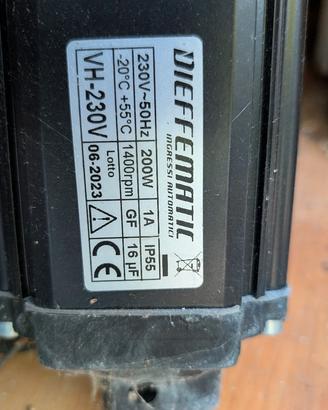 DIEFFEMATIC
INGRESSI AUTOMATICI
230V~50Hz 200W 1A IP55
-20°C +55°C 1400rpm GF 16 µF
VH-230V Lotto 06-2023 CE